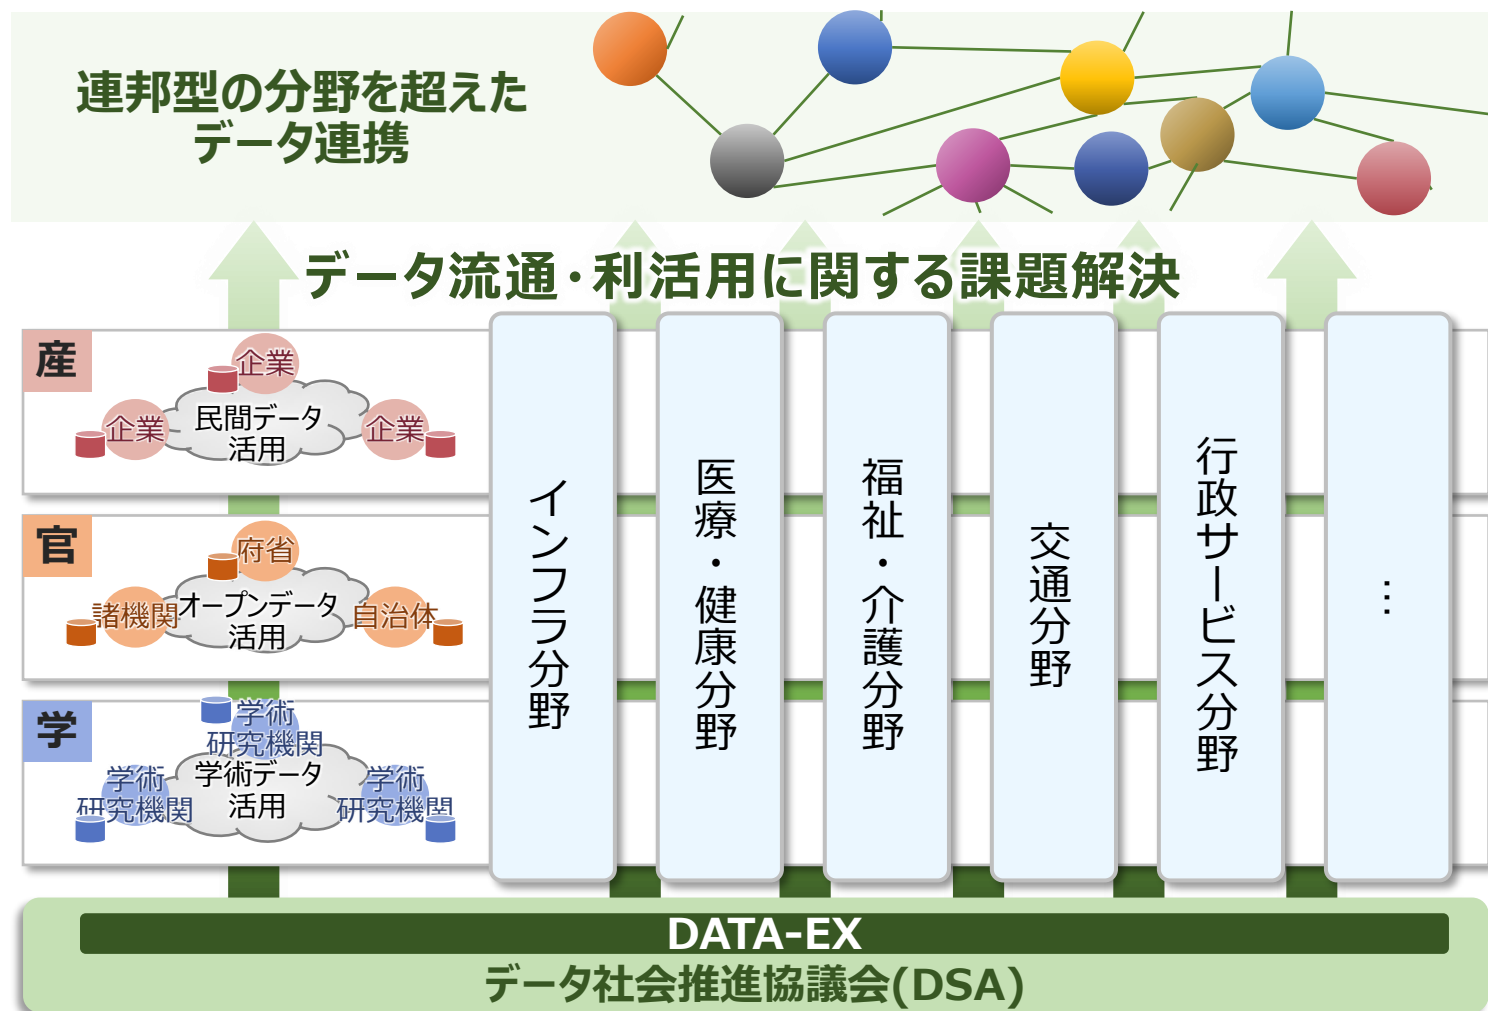 連邦型の分野を超えた
データ連携
データ流通・利活用に関する課題解決
産
企業
企業
民間データ
活用
企業
官
府省
諸機関
オープンデータ
活用
自治体
学
学術
研究機関
学術
研究機関
学術データ
活用
学術
研究機関
インフラ分野
医療・健康分野
福祉・介護分野
交通分野
行政サービス分野
…
DATA-EX
データ社会推進協議会(DSA)